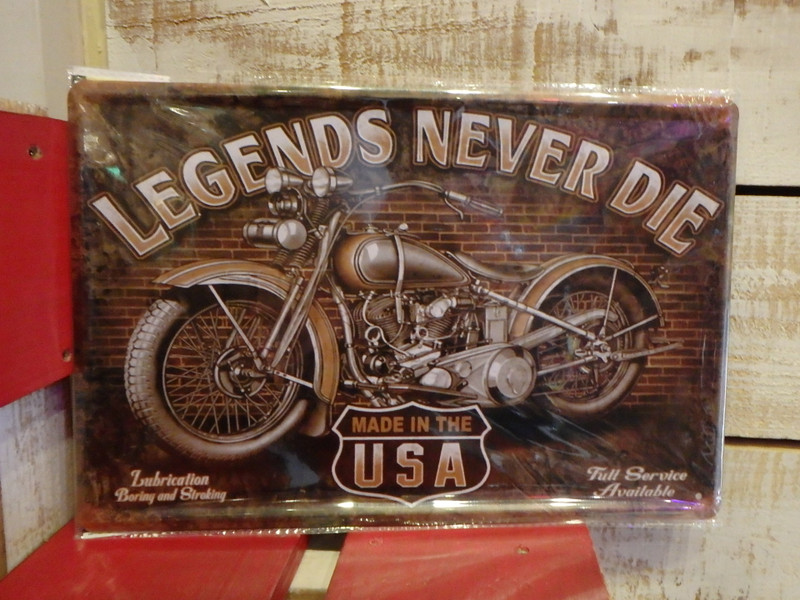 LEGENDS NEVER DIE
MADE IN THE
USA
Lubrication
Boring and Stroking
Full Service
Available